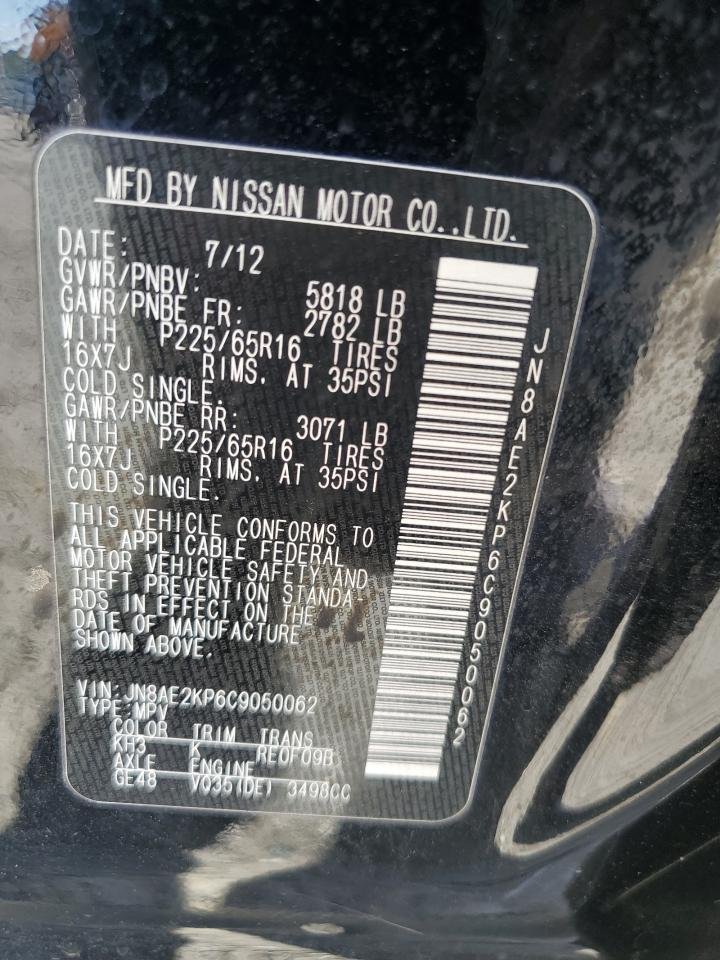 MFD BY NISSAN MOTOR CO.,LTD.
DATE: 7/12
GVWR/PNBV: 5818 LB
GAWR/PNBE FR: 2782 LB
WITH P225/65R16 TIRES
16X7J RIMS, AT 35PSI
COLD SINGLE.
GAWR/PNBE RR: 3071 LB
WITH P225/65R16 TIRES
16X7J RIMS, AT 35PSI
COLD SINGLE.
THIS VEHICLE CONFORMS TO
ALL APPLICABLE FEDERAL
MOTOR VEHICLE SAFETY AND
THEFT PREVENTION STANDA
RDS IN EFFECT ON THE
DATE OF MANUFACTURE
SHOWN ABOVE.
VIN: JN8AE2KP6C9050062
TYPE: MPV
COLOR TRIM TRANS
KH3 K RE0F09B
AXLE ENGINE
GE48 VQ35(DE) 3498CC
JN8AE2KP6C9050062